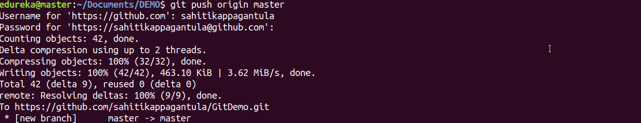 edureka@master:~/Documents/DEMO$ git push origin master
Username for 'https://github.com': sahitikappagantula
Password for 'https://sahitikappagantula@github.com':
Counting objects: 42, done.
Delta compression using up to 2 threads.
Compressing objects: 100% (32/32), done.
Writing objects: 100% (42/42), 463.10 KiB | 3.62 MiB/s, done.
Total 42 (delta 9), reused 0 (delta 0)
remote: Resolving deltas: 100% (9/9), done.
To https://github.com/sahitikappagantula/GitDemo.git
 * [new branch]      master -> master